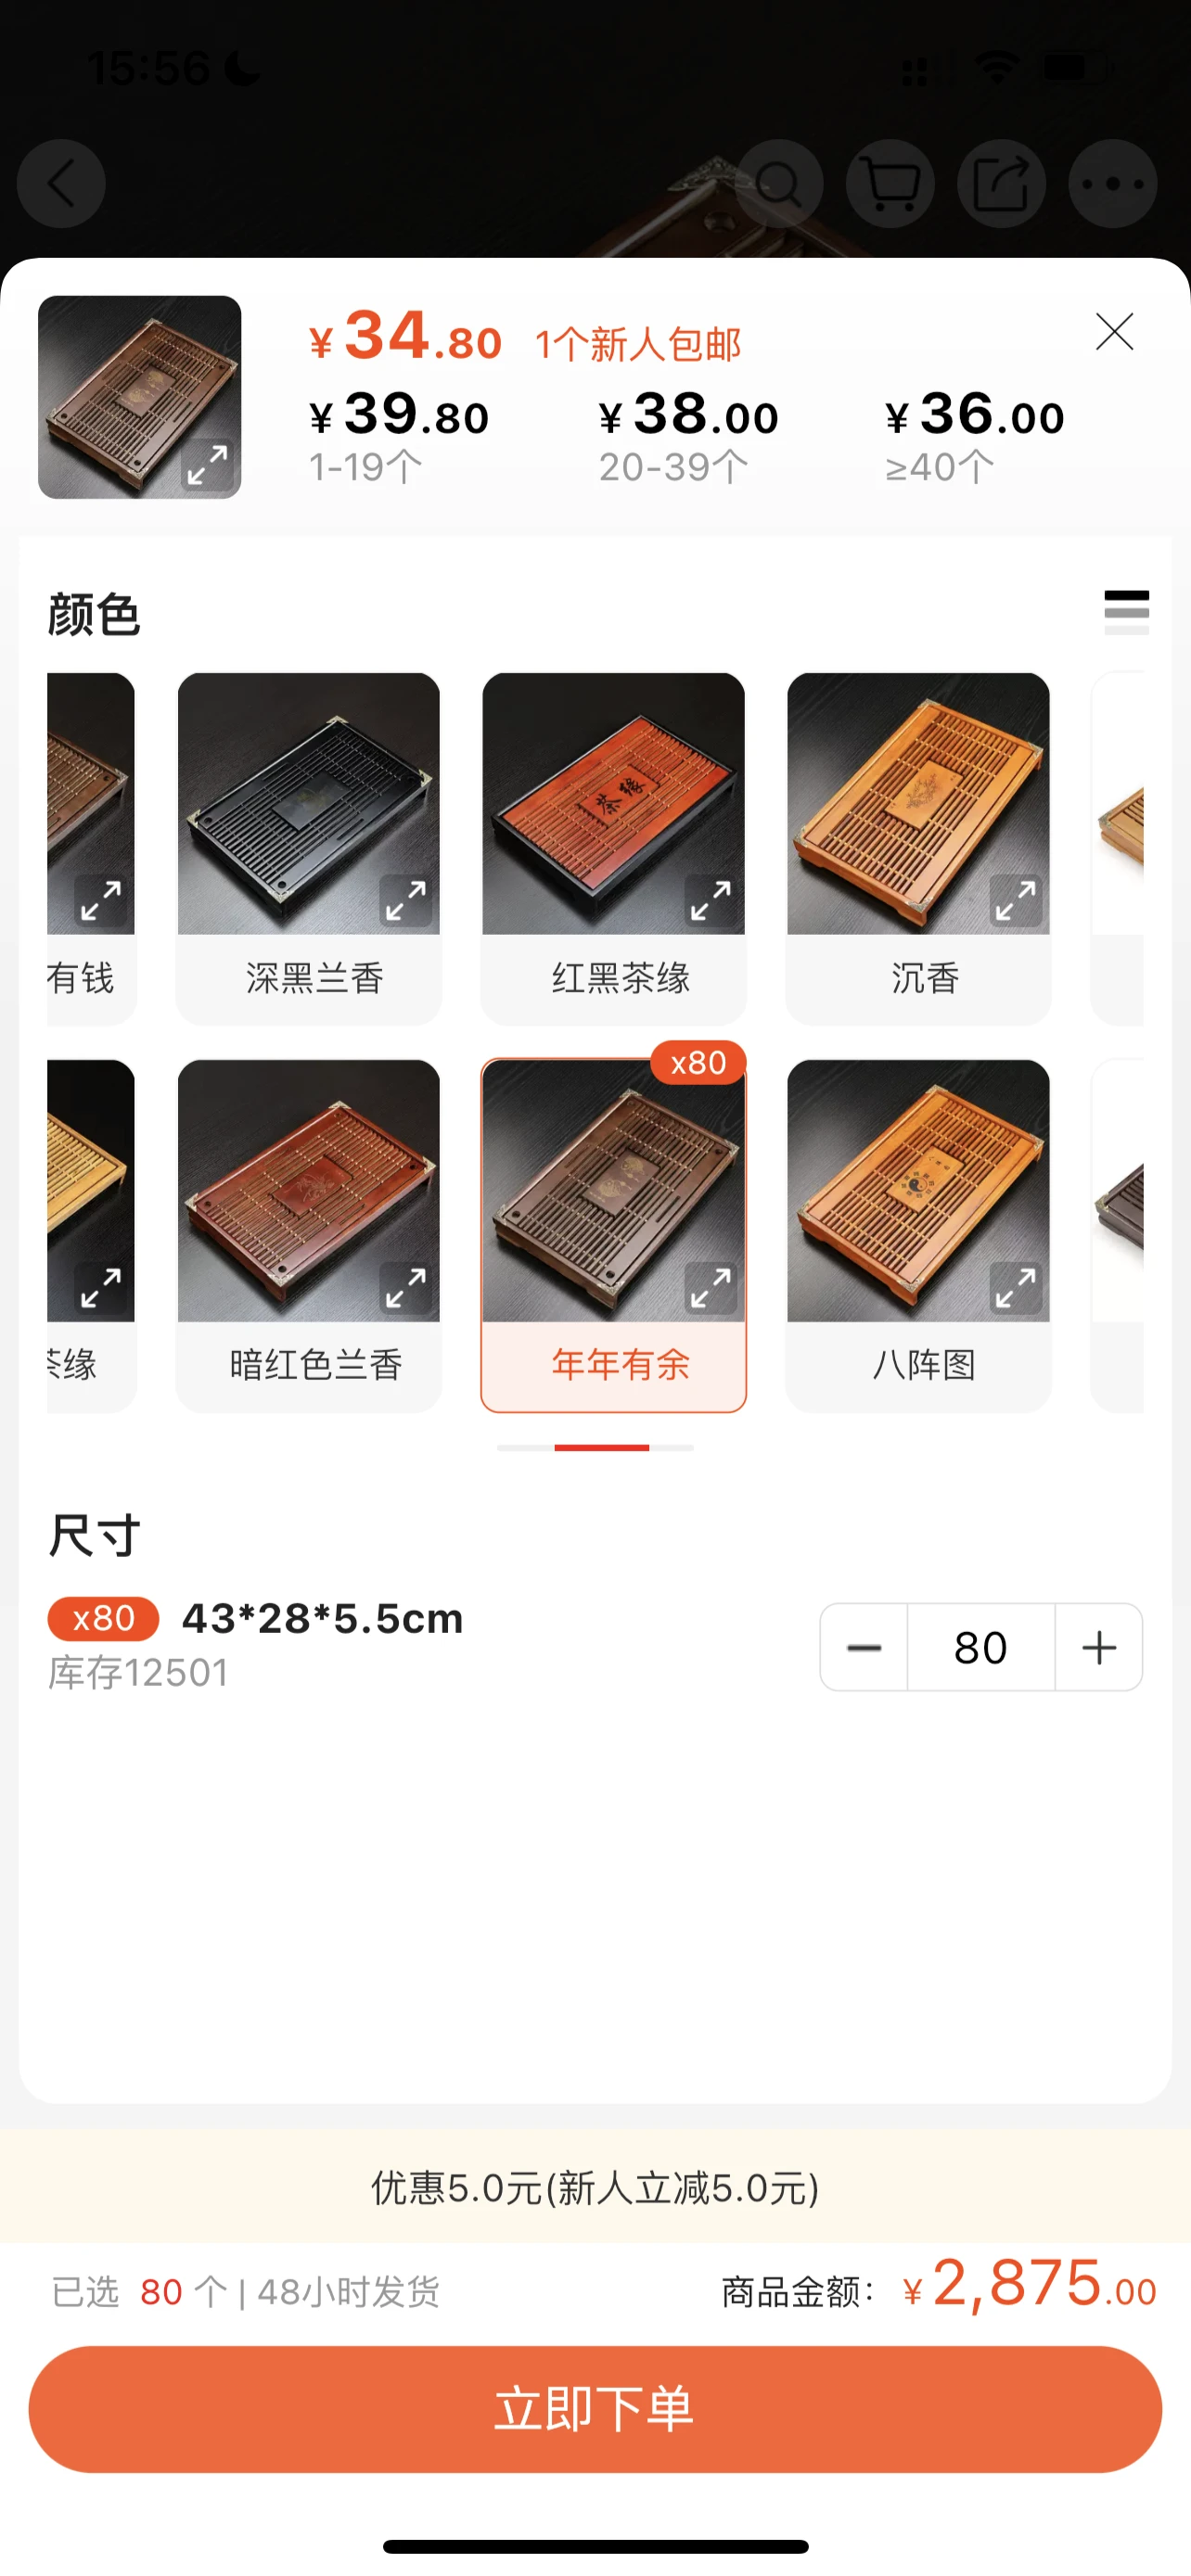 15:56
¥34.80 1个新人包邮
¥39.80 ¥38.00 ¥36.00
1-19个 20-39个 ≥40个
颜色
有钱 深黑兰香 红黑茶缘 沉香
x80
茶缘 暗红色兰香 年年有余 八阵图
尺寸
x80 43*28*5.5cm
库存12501
80
优惠5.0元(新人立减5.0元)
已选 80 个 | 48小时发货 商品金额: ¥2,875.00
立即下单